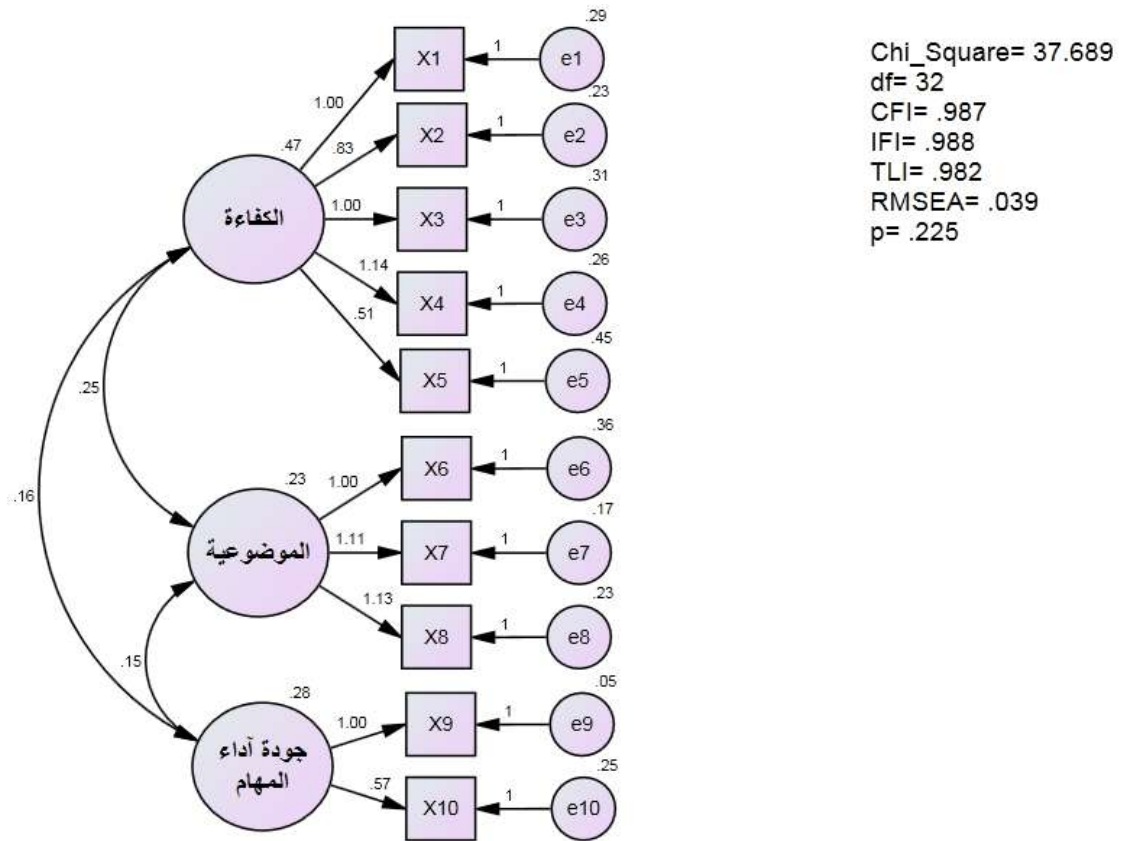 .29
X1
1
e1
1.00
.23
X2
1
e2
.83
.47
.31
الكفاءة
1.00
X3
1
e3
.26
1.14
X4
1
e4
.51
.45
X5
1
e5
.25
.36
X6
1
e6
.23
1.00
.16
.17
الموضوعية
1.11
X7
1
e7
.23
1.13
X8
1
e8
.15
.05
.28
1.00
X9
1
e9
جودة آداء
المهام
.25
.57
X10
1
e10
Chi_Square= 37.689
df= 32
CFI= .987
IFI= .988
TLI= .982
RMSEA= .039
p= .225